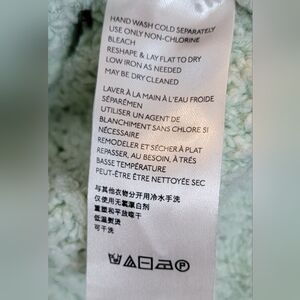 HAND WASH COLD SEPARATELY
USE ONLY NON-CHLORINE
BLEACH
RESHAPE & LAY FLAT TO DRY
LOW IRON AS NEEDED
MAY BE DRY CLEANED
LAVER À LA MAIN À L'EAU FROIDE
SÉPARÉMEN
UTILISER UN AGENT DE
BLANCHIMENT SANS CHLORE SI
NÉCESSAIRE
REMODELER ET SÉCHER À PLAT
REPASSER, AU BESOIN, À TRÈS
BASSE TEMPÉRATURE
PEUT-ÊTRE ÊTRE NETTOYÉE SEC
与其他衣物分开用冷水手洗
仅使用无氯漂白剂
重塑和平放晾干
低温熨烫
可干洗
P